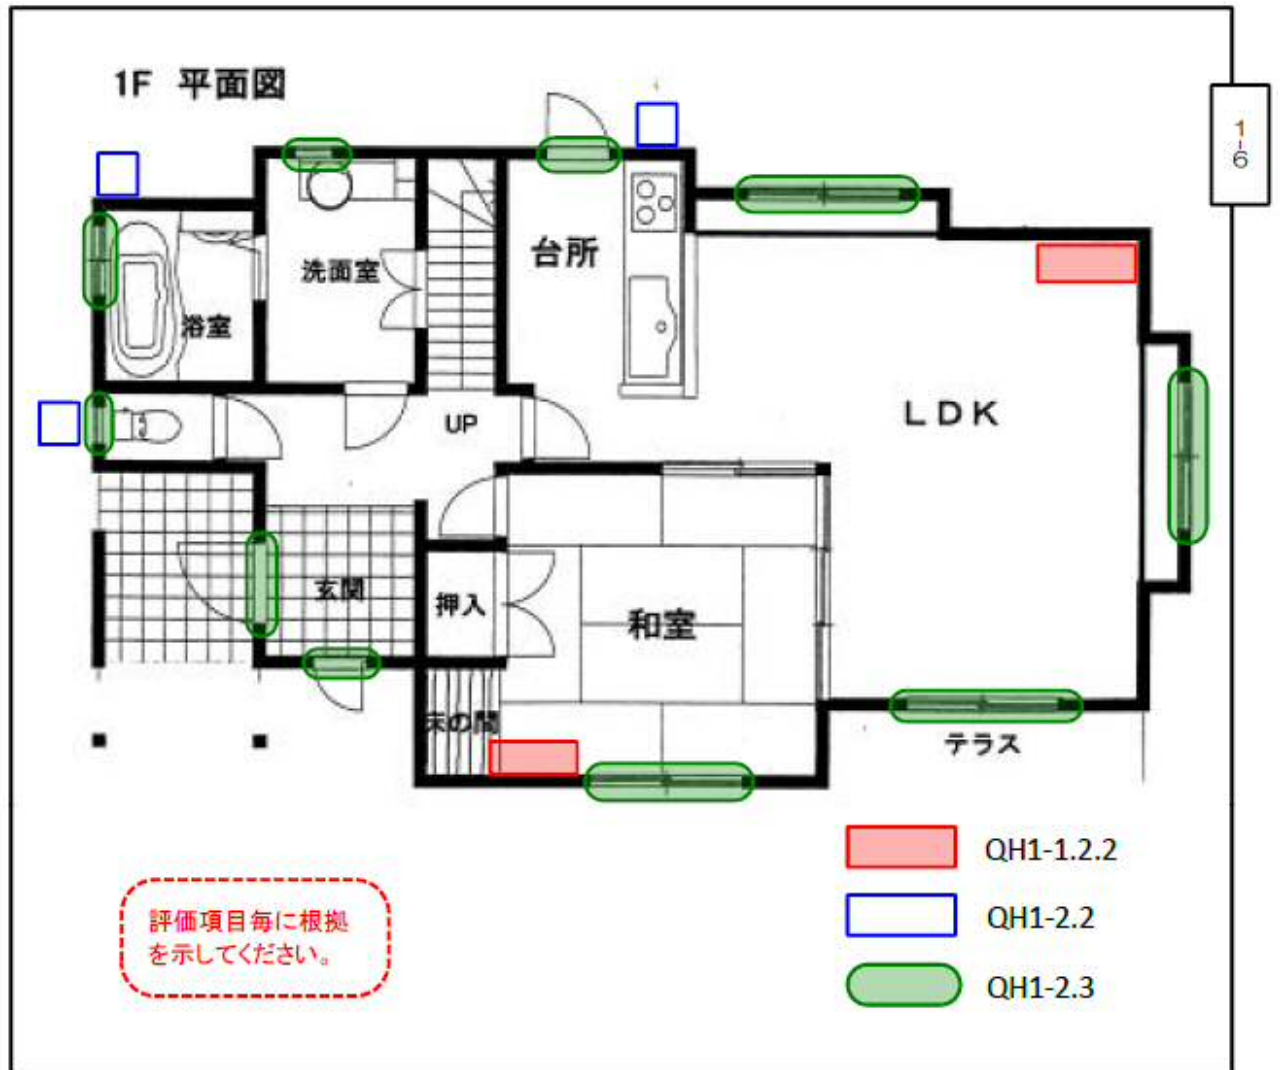 1F 平面図
1-6
台所
洗面室
浴室
LDK
UP
玄関
押入
和室
床の間
テラス
QH1-1.2.2
QH1-2.2
QH1-2.3
評価項目毎に根拠
を示してください。